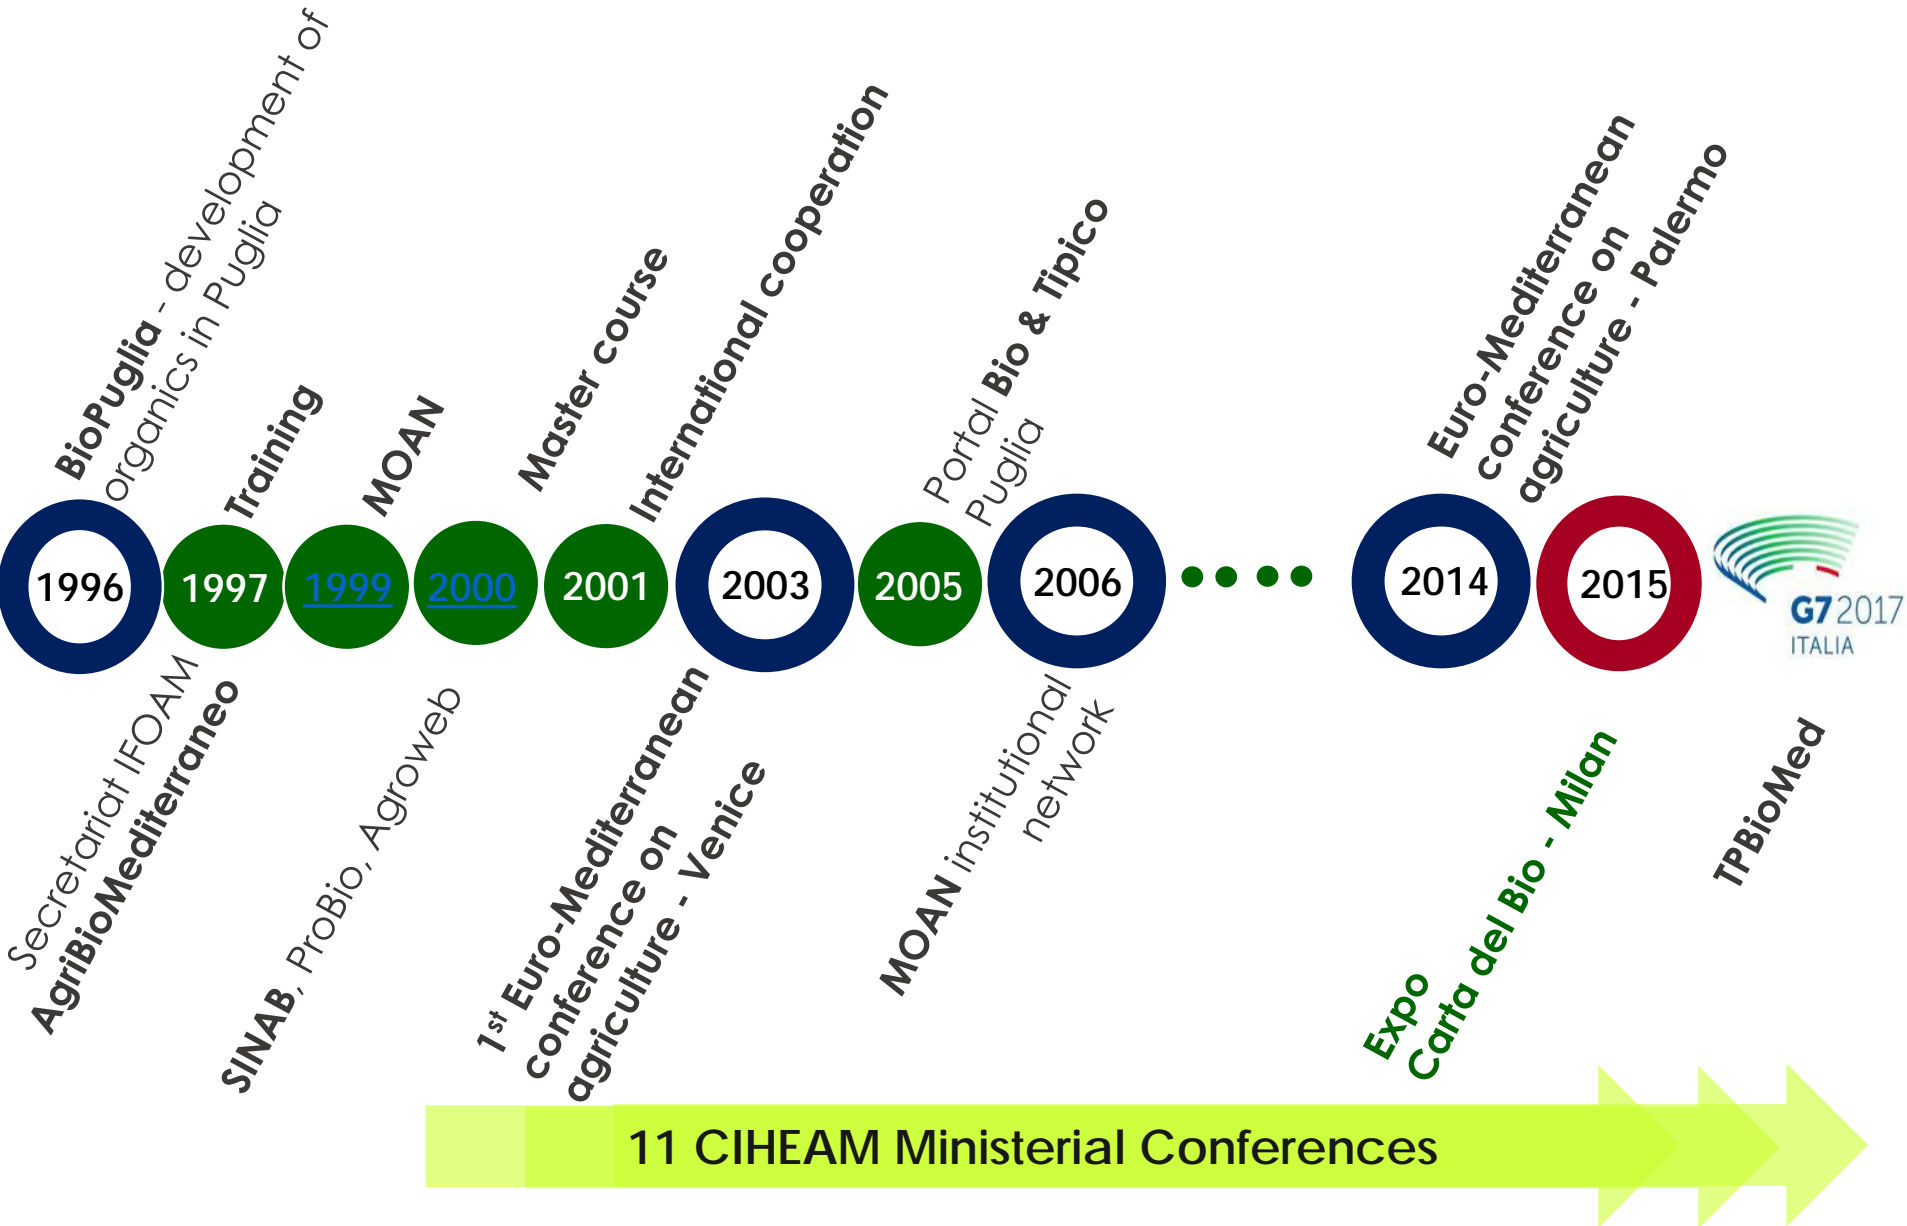 BioPuglia - development of
organics in Puglia
Training
MOAN
Master course
International cooperation
Portal Bio & Tipico
Puglia
Euro-Mediterranean
conference on
agriculture - Palermo
1996
1997
1999
2000
2001
2003
2005
2006
2014
2015
G7 2017
ITALIA
Secretariat IFOAM
AgriBioMediterraneo
SINAB, ProBio, Agroweb
1st Euro-Mediterranean
conference on
agriculture - Venice
MOAN institutional
network
Expo
Carta del Bio - Milan
TPBioMed
11 CIHEAM Ministerial Conferences